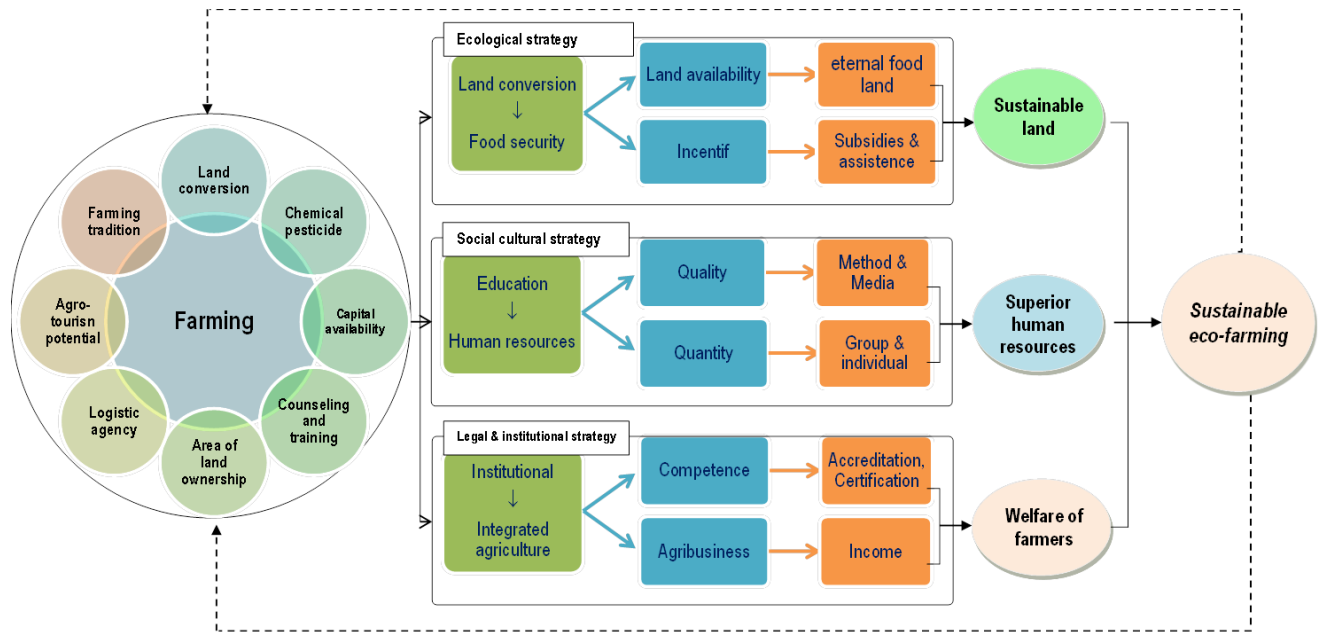 Land
conversion
Chemical
pesticide
Capital
availability
Counseling
and
training
Area of
land
ownership
Logistic
agency
Agro-
tourism
potential
Farming
tradition
Farming
Ecological strategy
Land conversion
↓
Food security
Land availability
eternal food
land
Incentif
Subsidies &
assistence
Sustainable
land
Social cultural strategy
Education
↓
Human resources
Quality
Method &
Media
Quantity
Group &
individual
Superior
human
resources
Legal & institutional strategy
Institutional
↓
Integrated
agriculture
Competence
Accreditation,
Certification
Agribusiness
Income
Welfare of
farmers
Sustainable
eco-farming